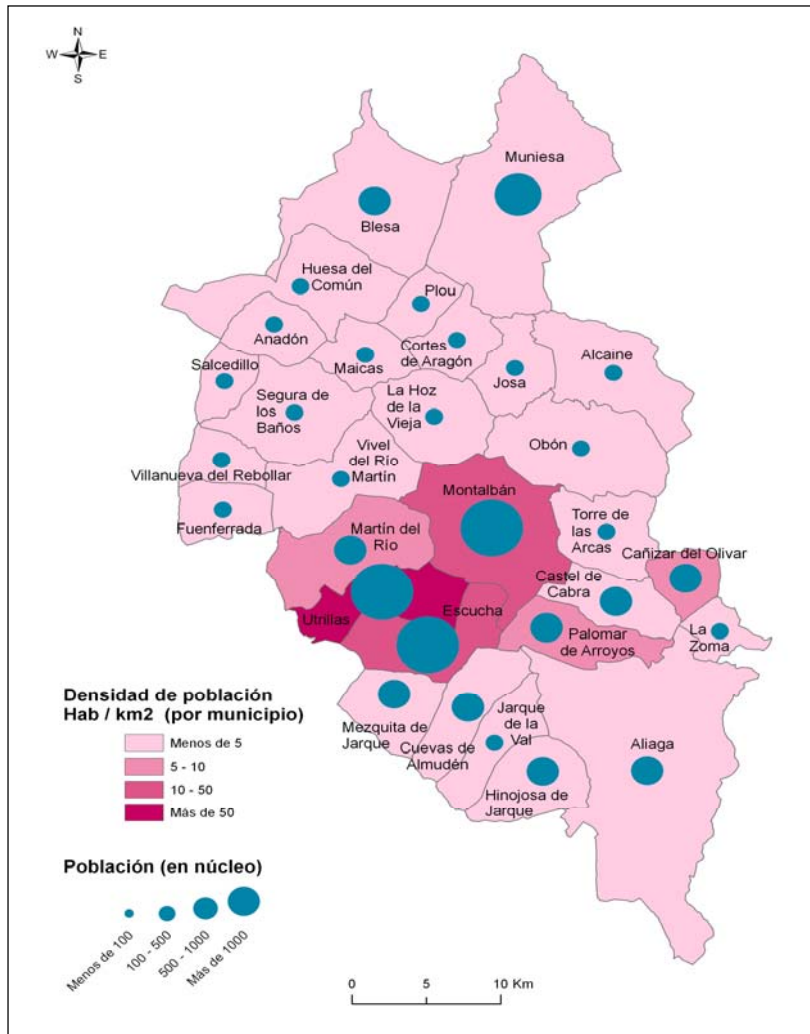 N
W E
S
Muniesa
Blesa
Huesa del
Común
Plou
Anadón
Cortes
de Aragón
Maicas
Salcedillo
Josa
Alcaine
Segura de
los
Baños
La Hoz
de la
Vieja
Obón
Vivel
del Río
Martín
Villanueva del Rebollar
Fuenferrada
Montalbán
Martín del
Río
Torre de
las
Arcas
Cañizar del Olivar
Castel de
Cabra
Utrillas
Escucha
Palomar
de Arroyos
La
Zoma
Mezquita de
Jarque
Cuevas de
Almudén
Jarque
de la
Val
Hinojosa de
Jarque
Aliaga
Densidad de población
Hab / km2 (por municipio)
Menos de 5
5 - 10
10 - 50
Más de 50
Población (en núcleo)
Menos de 100
100 - 500
500 - 1000
Más de 1000
0 5 10 Km